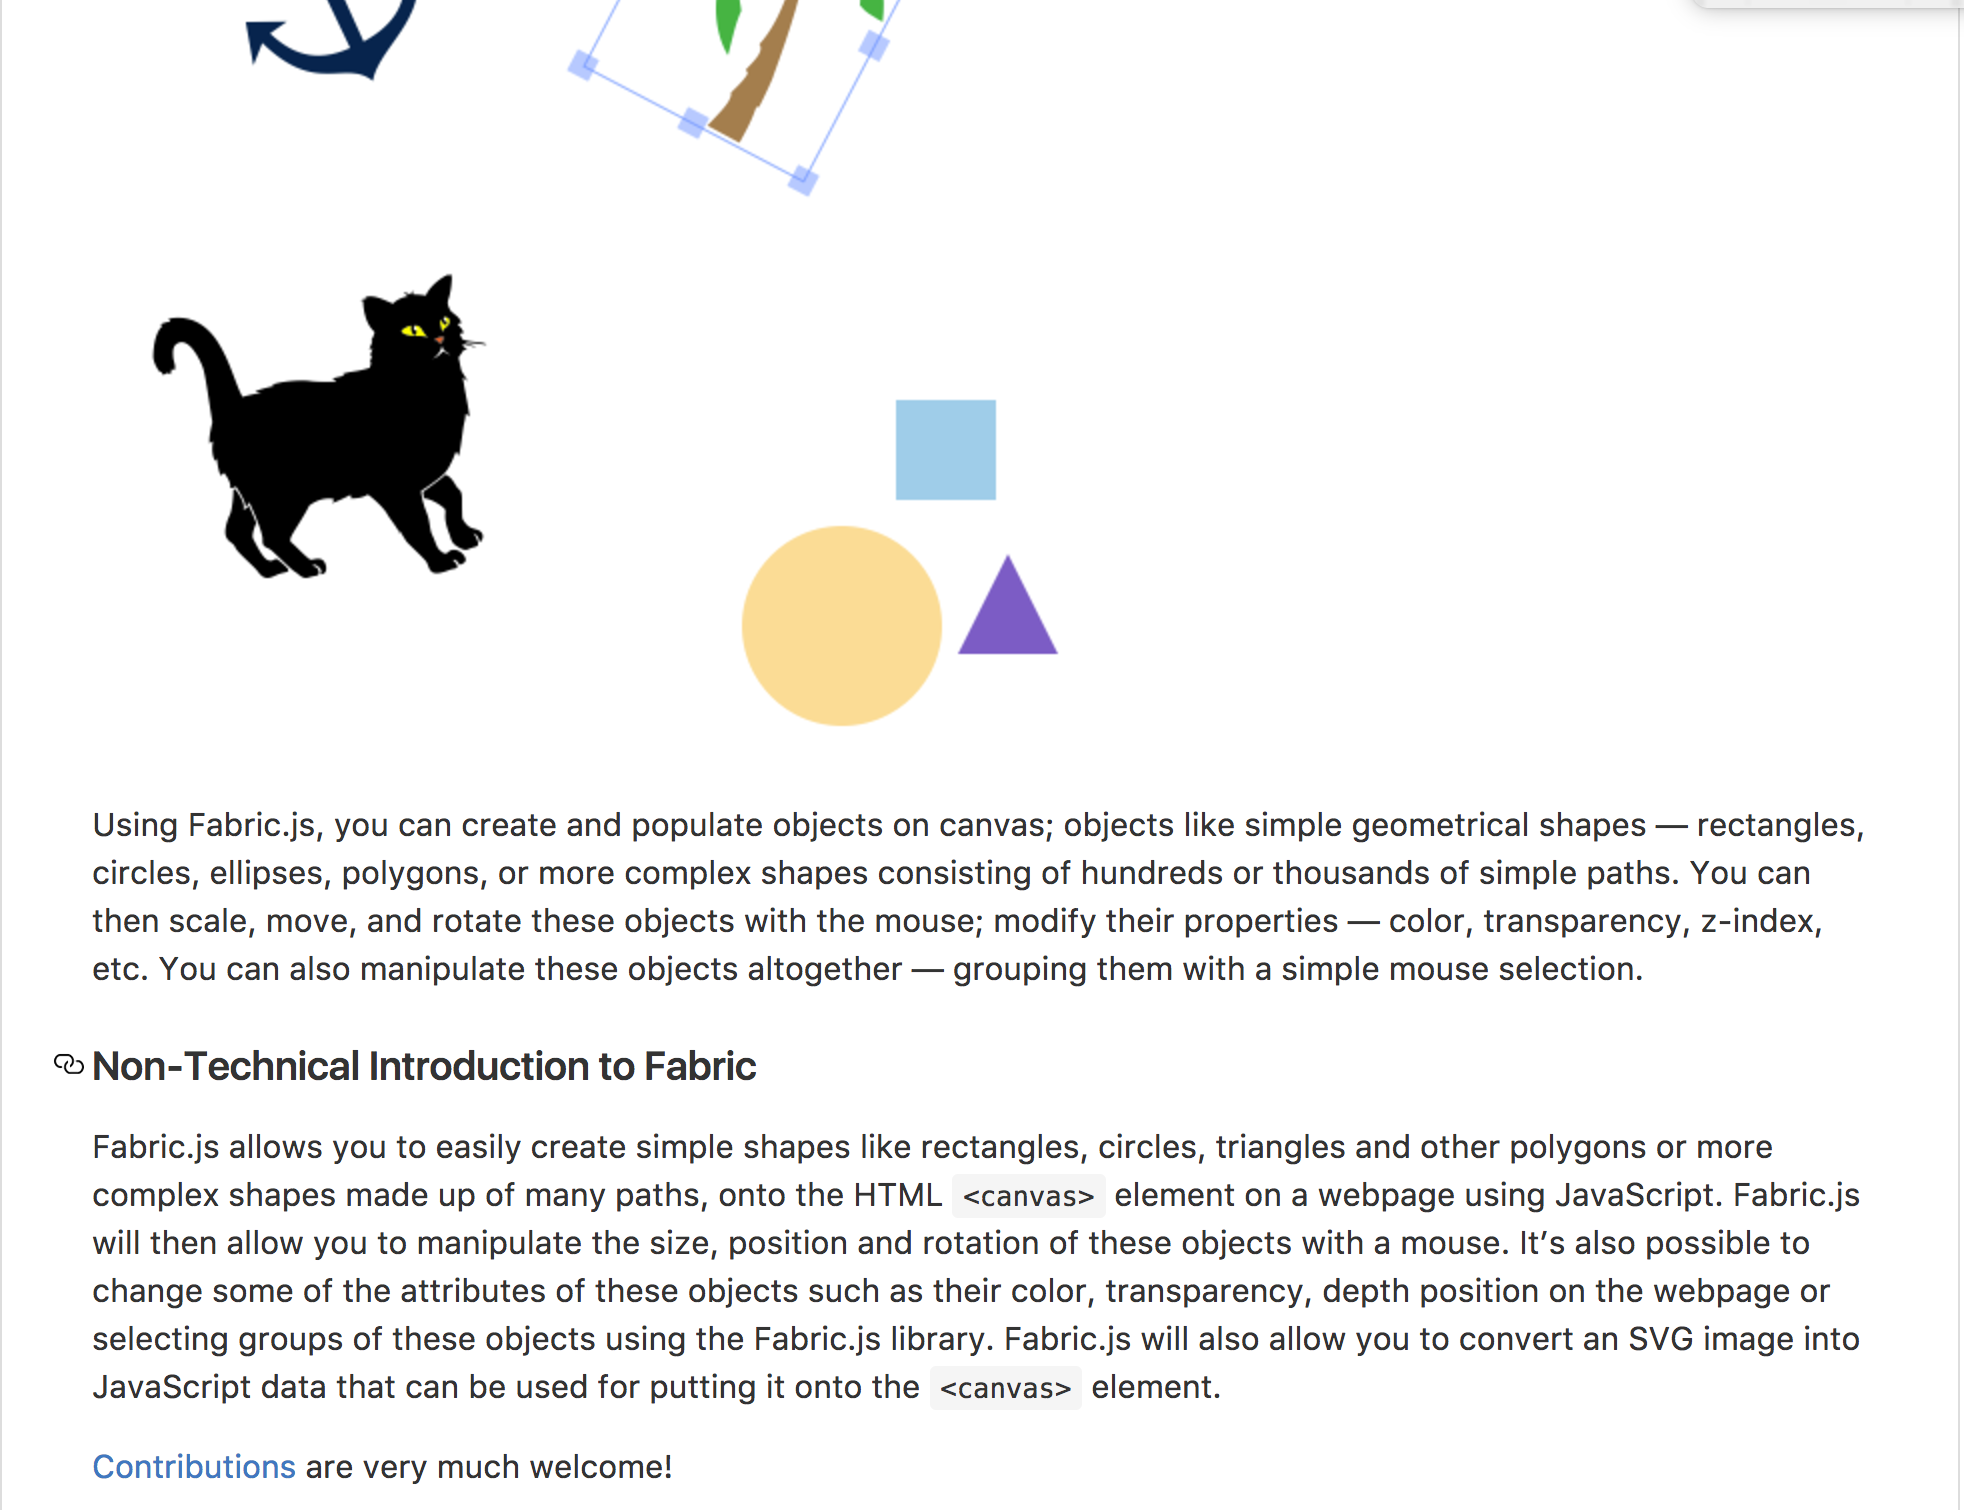 Using Fabric.js, you can create and populate objects on canvas; objects like simple geometrical shapes — rectangles,
circles, ellipses, polygons, or more complex shapes consisting of hundreds or thousands of simple paths. You can
then scale, move, and rotate these objects with the mouse; modify their properties — color, transparency, z-index,
etc. You can also manipulate these objects altogether — grouping them with a simple mouse selection.
Non-Technical Introduction to Fabric
Fabric.js allows you to easily create simple shapes like rectangles, circles, triangles and other polygons or more
complex shapes made up of many paths, onto the HTML <canvas> element on a webpage using JavaScript. Fabric.js
will then allow you to manipulate the size, position and rotation of these objects with a mouse. It’s also possible to
change some of the attributes of these objects such as their color, transparency, depth position on the webpage or
selecting groups of these objects using the Fabric.js library. Fabric.js will also allow you to convert an SVG image into
JavaScript data that can be used for putting it onto the <canvas> element.
Contributions are very much welcome!